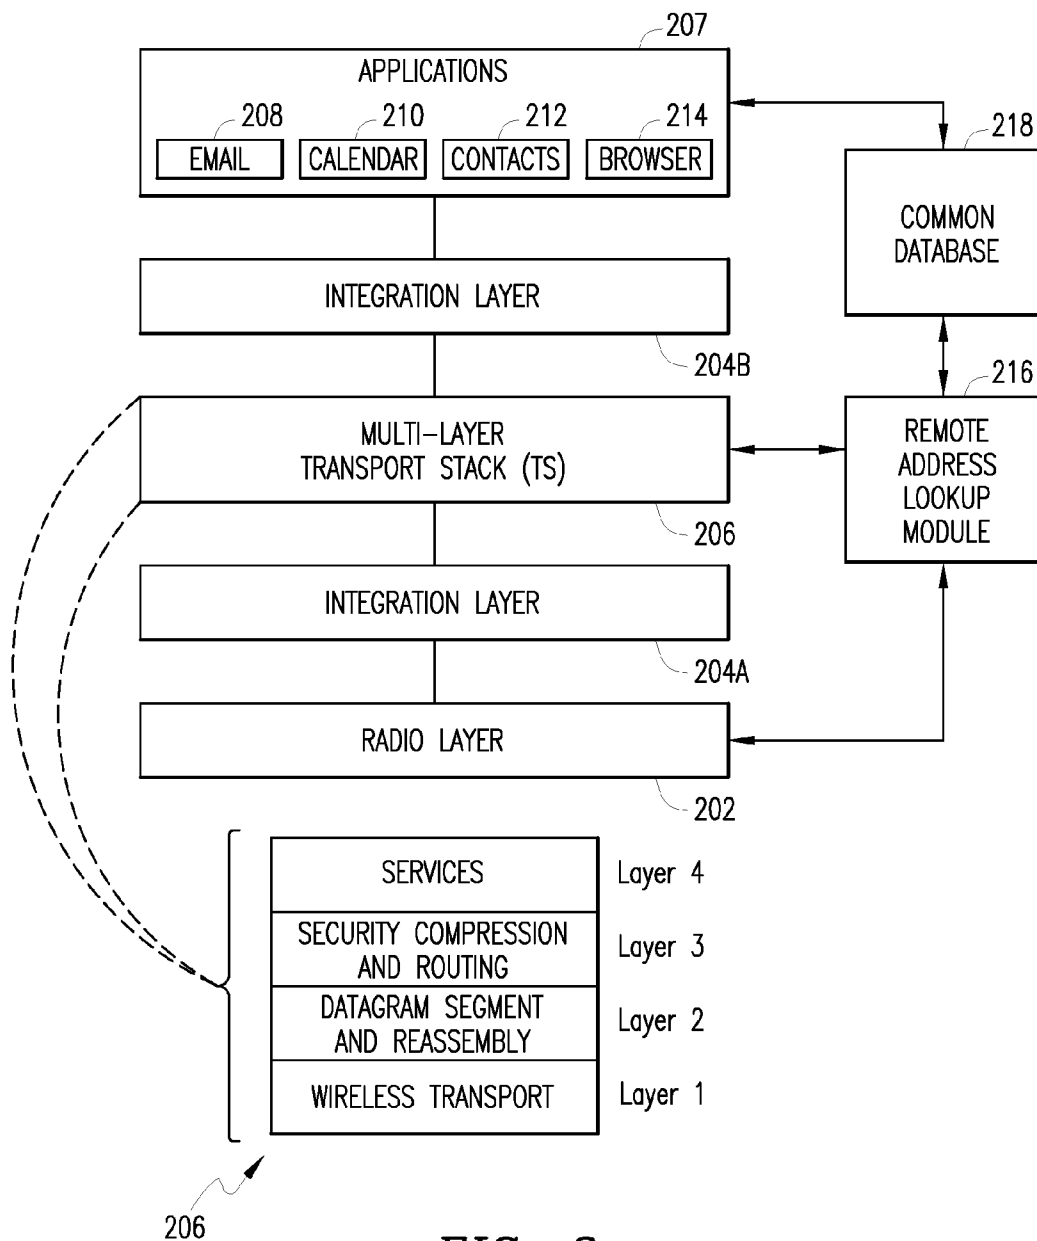 207
APPLICATIONS
208
210
212
214
EMAIL
CALENDAR
CONTACTS
BROWSER
218
COMMON
DATABASE
INTEGRATION LAYER
204B
216
MULTI-LAYER
TRANSPORT STACK (TS)
206
REMOTE
ADDRESS
LOOKUP
MODULE
INTEGRATION LAYER
204A
RADIO LAYER
202
SERVICES
Layer 4
SECURITY COMPRESSION
AND ROUTING
Layer 3
DATAGRAM SEGMENT
AND REASSEMBLY
Layer 2
WIRELESS TRANSPORT
Layer 1
206